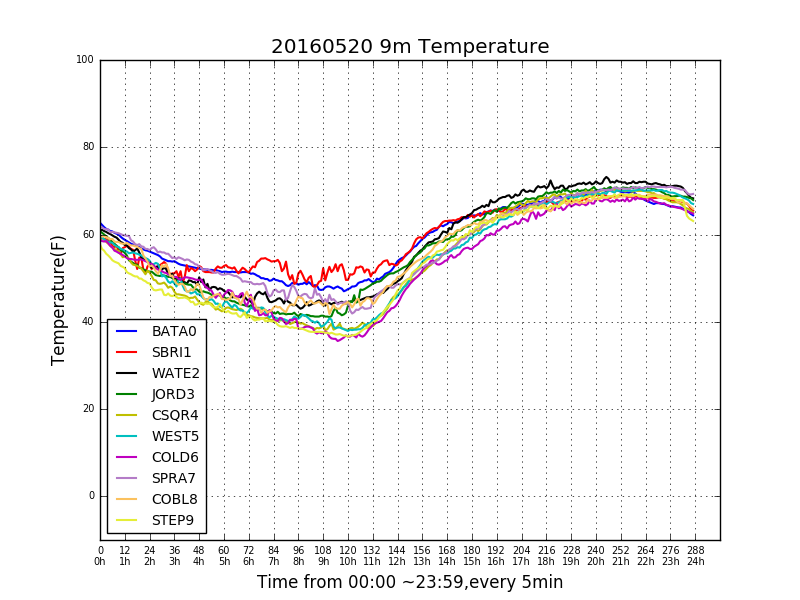 20160520 9m Temperature
100
80
60
40
20
0
Temperature(F)
BATA0
SBRI1
WATE2
JORD3
CSQR4
WEST5
COLD6
SPRA7
COBL8
STEP9
0 12 24 36 48 60 72 84 96 108 120 132 144 156 168 180 192 204 216 228 240 252 264 276 288
0h 1h 2h 3h 4h 5h 6h 7h 8h 9h 10h 11h 12h 13h 14h 15h 16h 17h 18h 19h 20h 21h 22h 23h 24h
Time from 00:00 ~23:59,every 5min